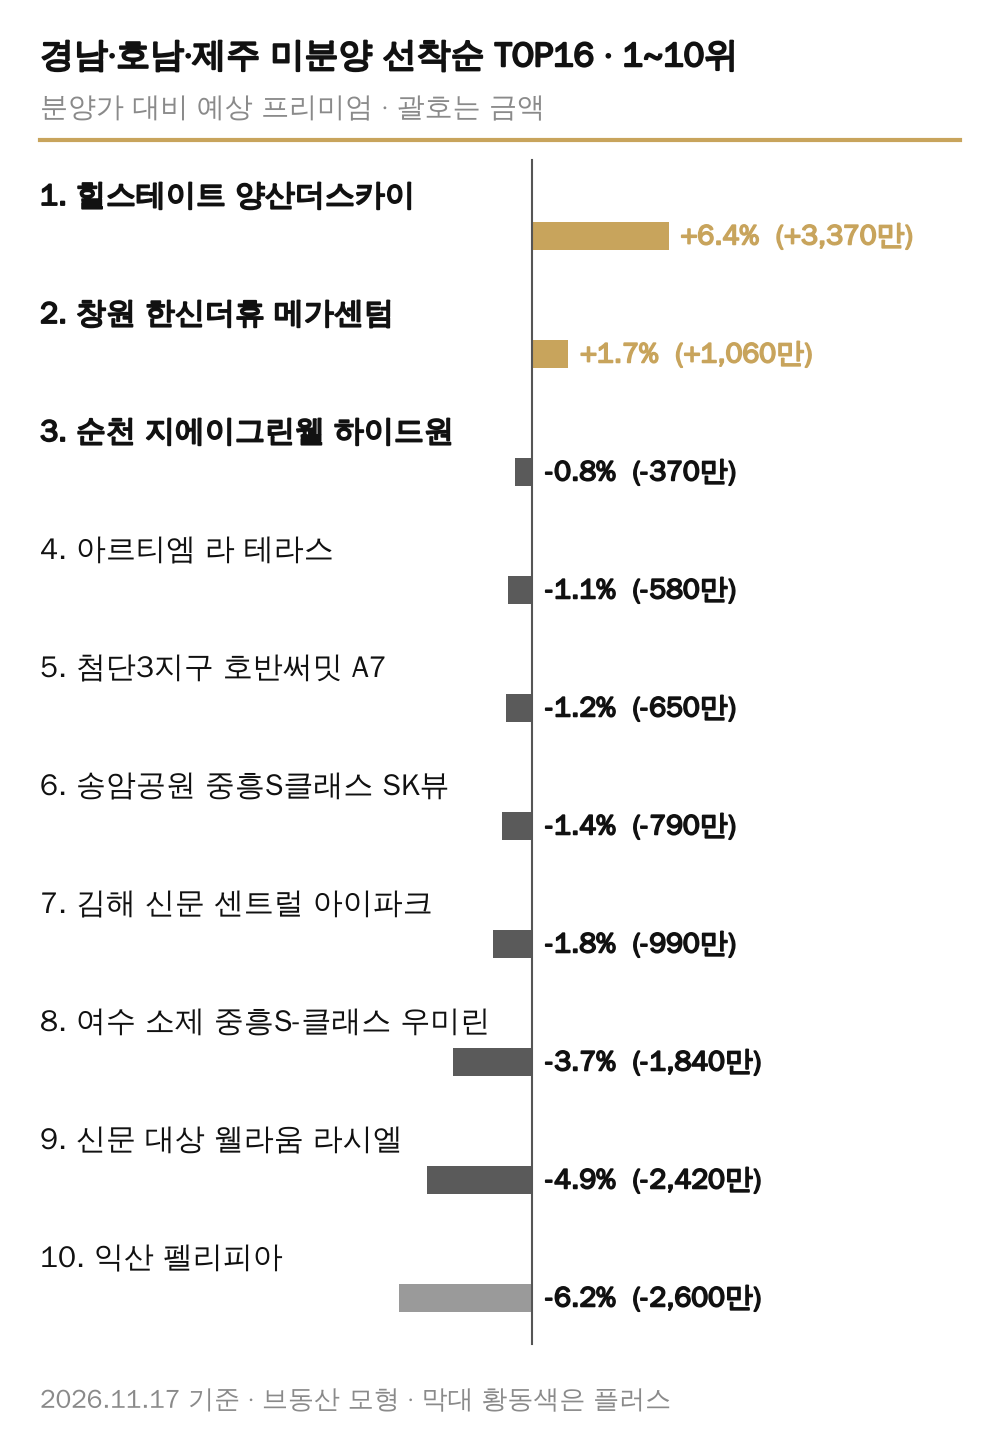 경남·호남·제주 미분양 선착순 TOP16 · 1~10위
분양가 대비 예상 프리미엄 · 괄호는 금액
1. 힐스테이트 양산더스카이
+6.4% (+3,370만)
2. 창원 한신더휴 메가센텀
+1.7% (+1,060만)
3. 순천 지에이그린웰 하이드원
-0.8% (-370만)
4. 아르티엠 라 테라스
-1.1% (-580만)
5. 첨단3지구 호반써밋 A7
-1.2% (-650만)
6. 송암공원 중흥S클래스 SK뷰
-1.4% (-790만)
7. 김해 신문 센트럴 아이파크
-1.8% (-990만)
8. 여수 소제 중흥S-클래스 우미린
-3.7% (-1,840만)
9. 신문 대상 웰라움 라시엘
-4.9% (-2,420만)
10. 익산 펠리피아
-6.2% (-2,600만)
2026.11.17 기준 · 브동산 모형 · 막대 황동색은 플러스